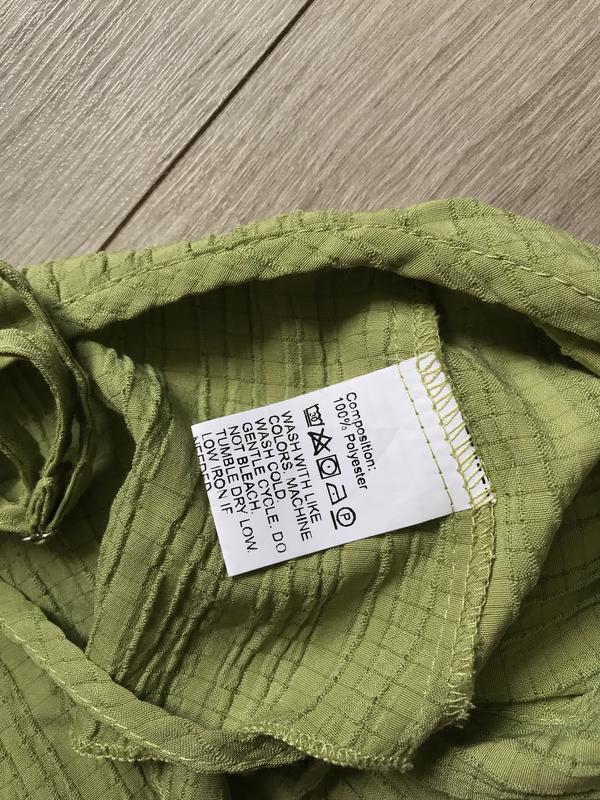 Composition:
100% Polyester
WASH WITH LIKE
COLORS. MACHINE
WASH COLD
GENTLE CYCLE. DO
NOT BLEACH.
TUMBLE DRY LOW.
LOW IRON IF
NEEDED